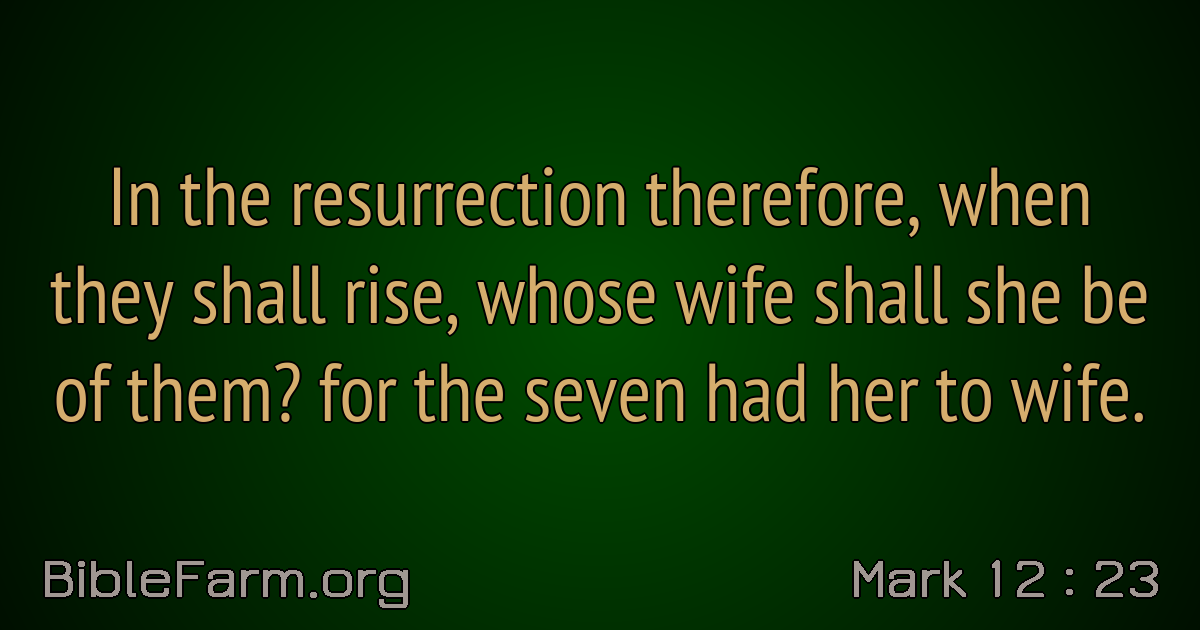 In the resurrection therefore, when
they shall rise, whose wife shall she be
of them? for the seven had her to wife.
BibleFarm.org
Mark 12 : 23